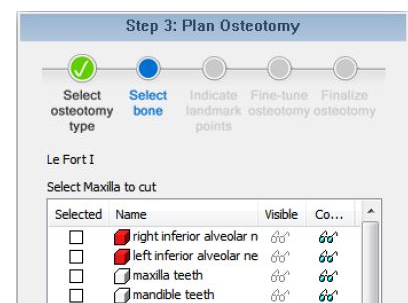 Step 3: Plan Osteotomy
Select osteotomy type
Select bone
Indicate landmark points
Fine-tune osteotomy
Finalize osteotomy
Le Fort I
Select Maxilla to cut
Selected Name Visible Co...
right inferior alveolar n
left inferior alveolar ne
maxilla teeth
mandible teeth